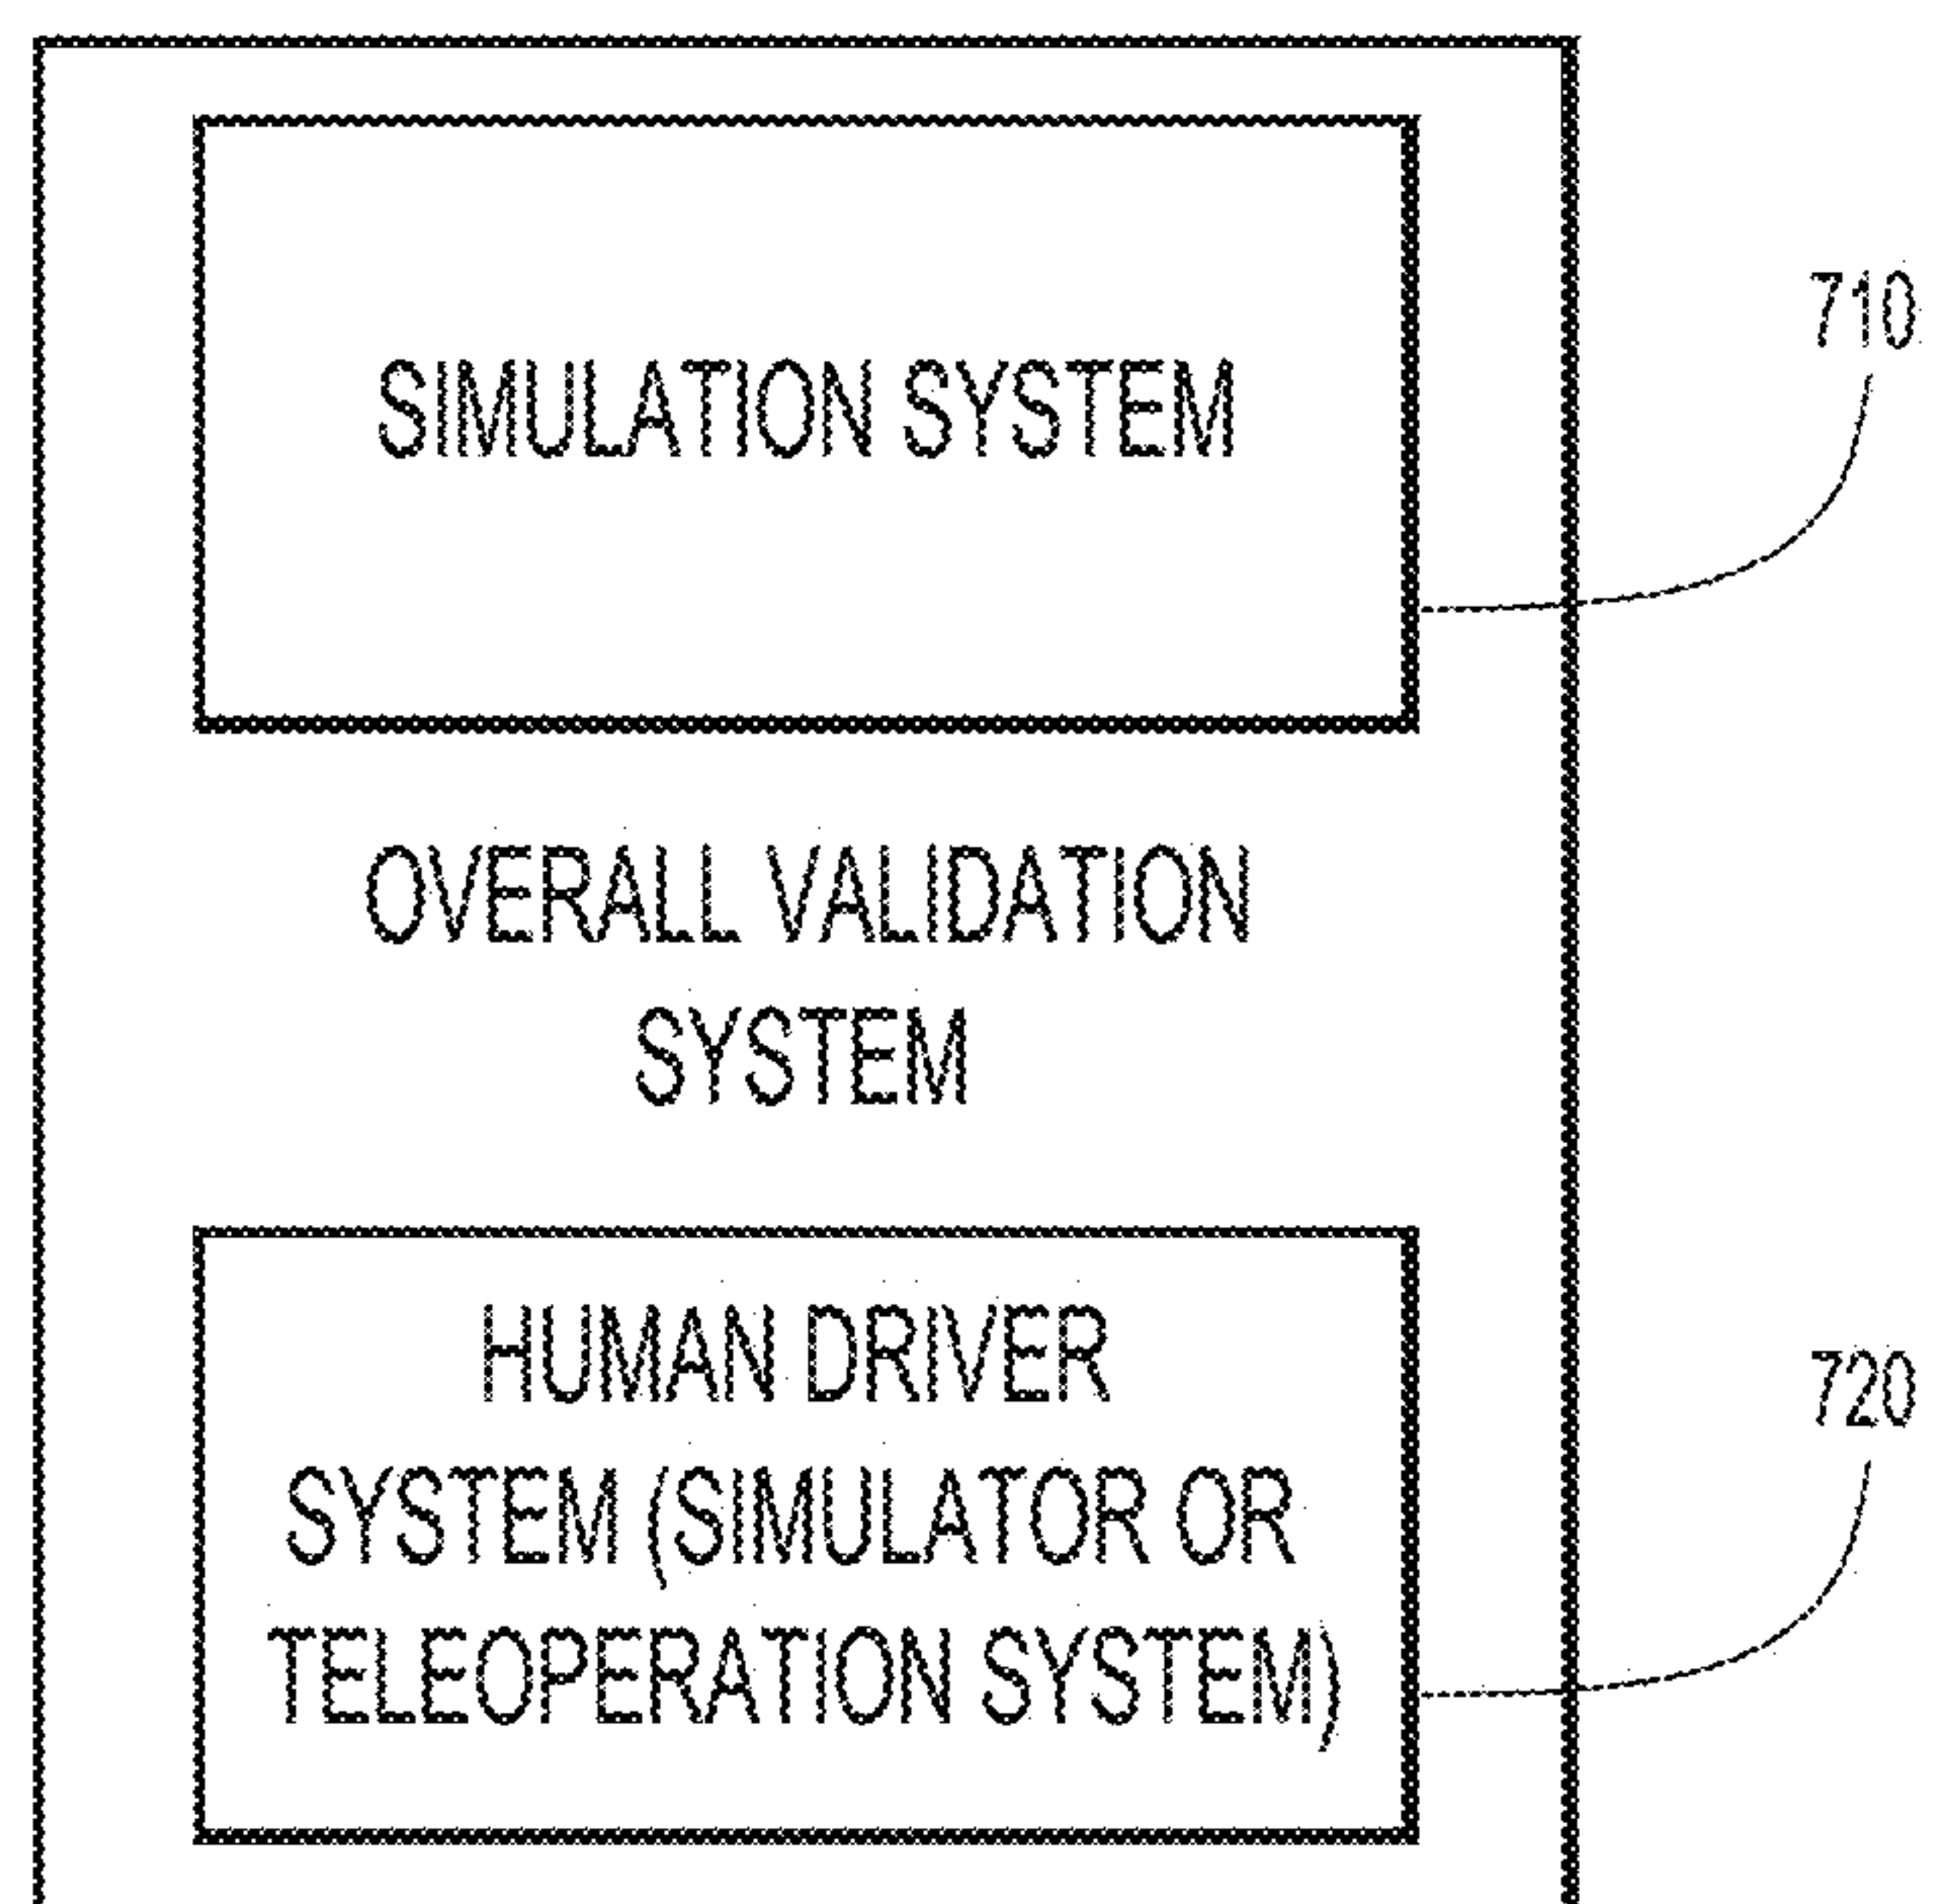 SIMULATION SYSTEM
710
OVERALL VALIDATION
SYSTEM
HUMAN DRIVER
SYSTEM (SIMULATOR OR
TELEOPERATION SYSTEM)
720